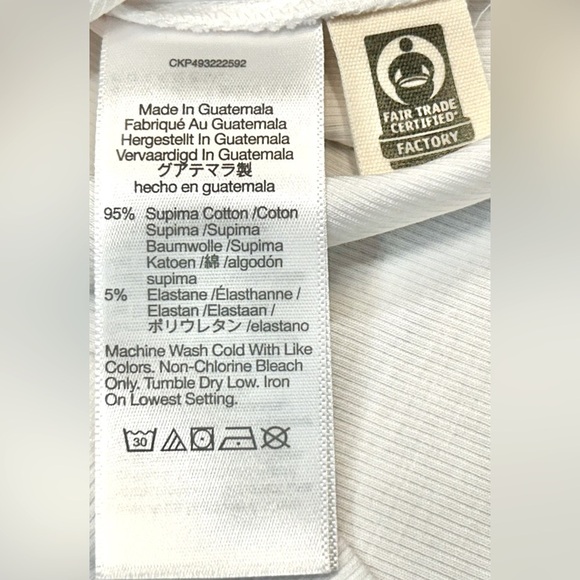 CKP493222592
Made In Guatemala
Fabriqué Au Guatemala
Hergestellt In Guatemala
Vervaardigd In Guatemala
グアテマラ製
hecho en guatemala
95% Supima Cotton /Coton
Supima /Supima
Baumwolle /Supima
Katoen /綿 /algodón
supima
5% Elastane /Élasthanne /
Elastan /Elastaan /
ポリウレタン /elastano
Machine Wash Cold With Like
Colors. Non-Chlorine Bleach
Only. Tumble Dry Low. Iron
On Lowest Setting.
30
FAIR TRADE
CERTIFIED
FACTORY